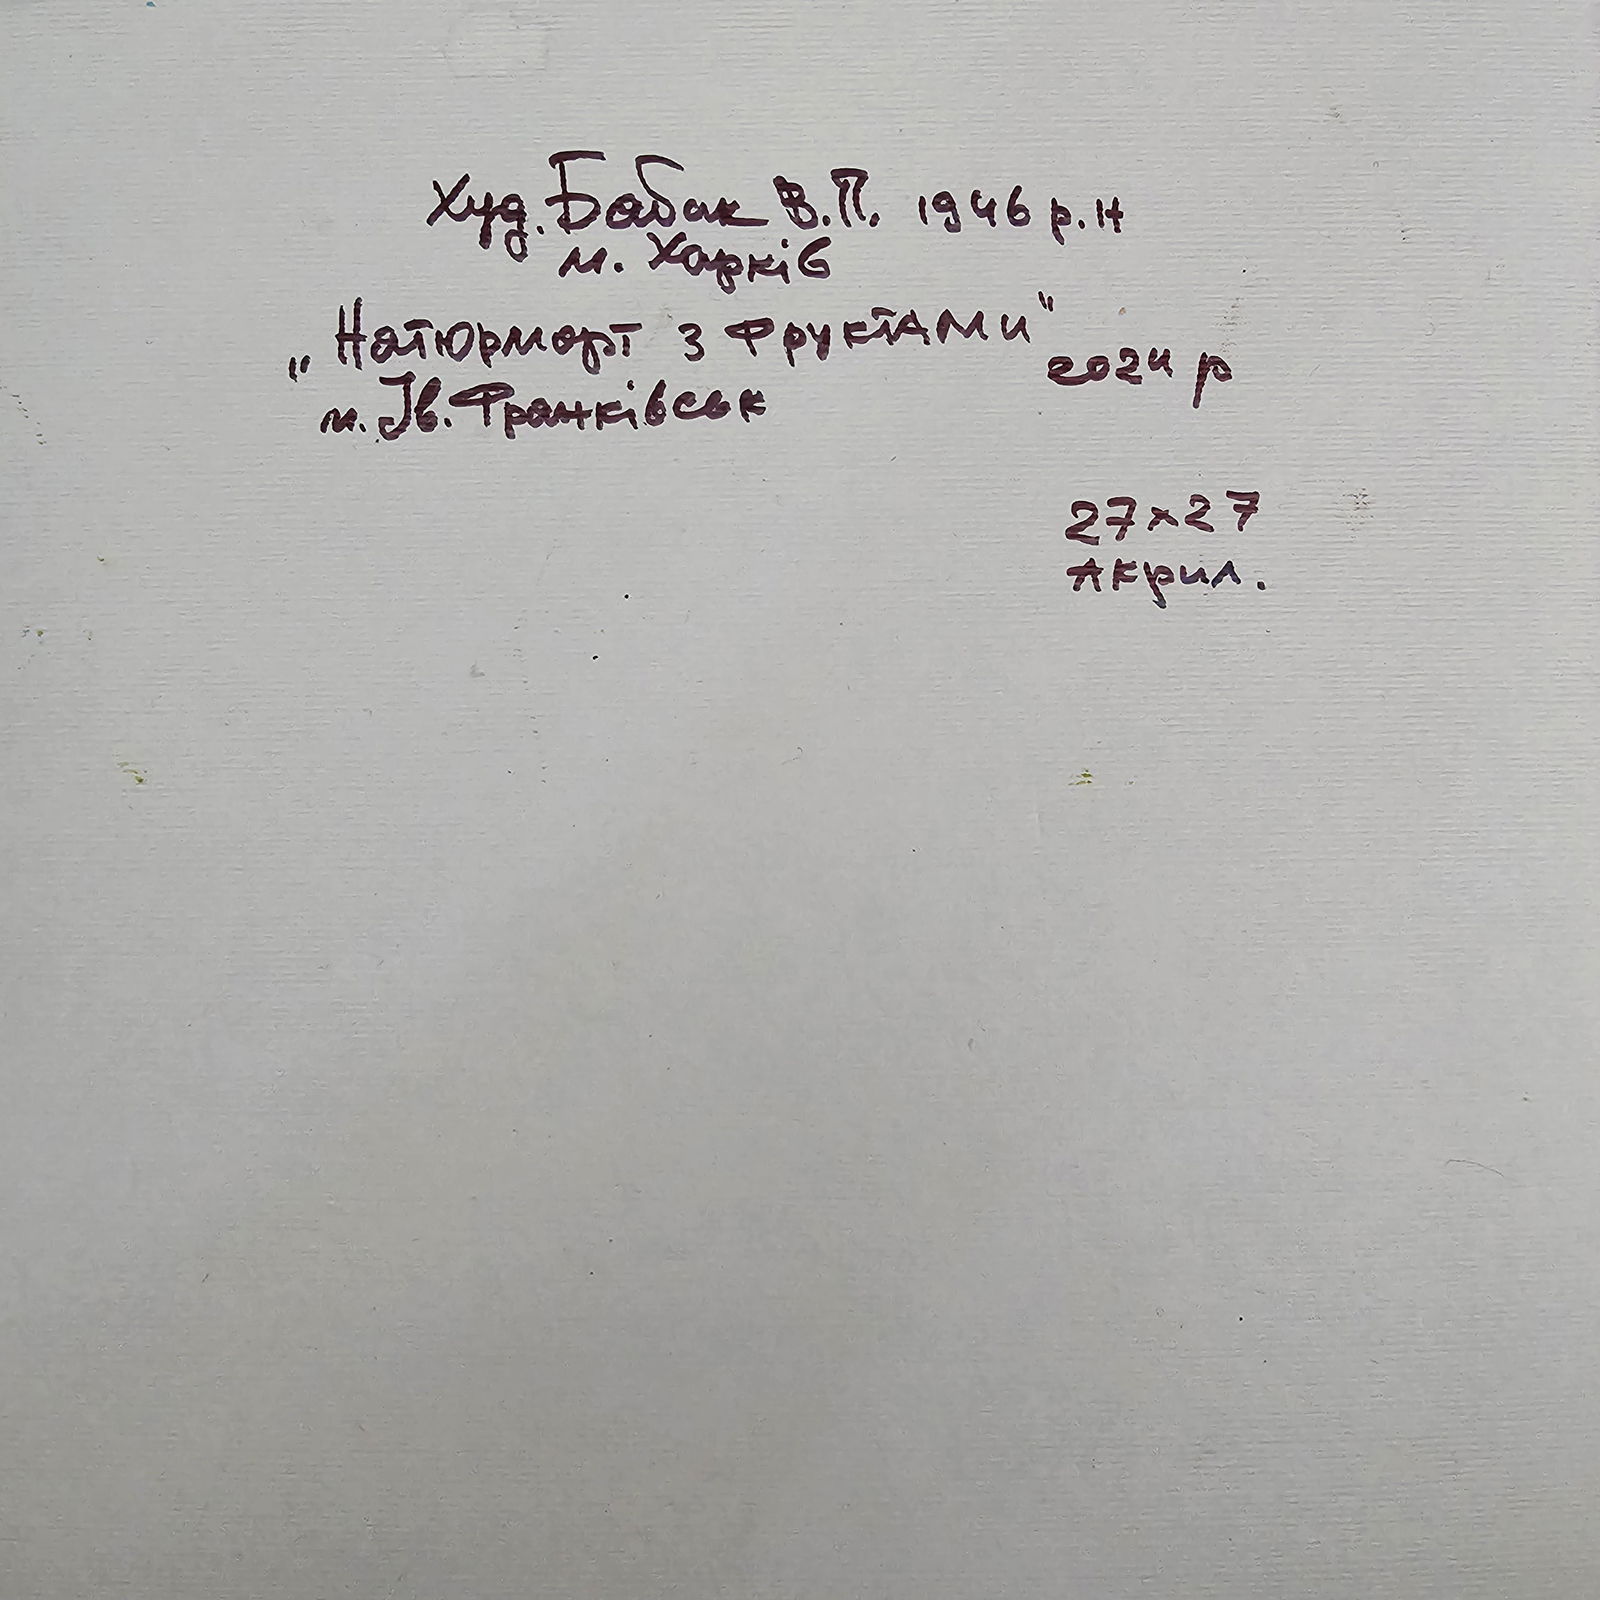 Худ. Бабак В.П. 1946 р.н
м. Харків
„Натюрморт з фруктами" 2024 р
м. Ів. Франківськ
27×27
Акрил.